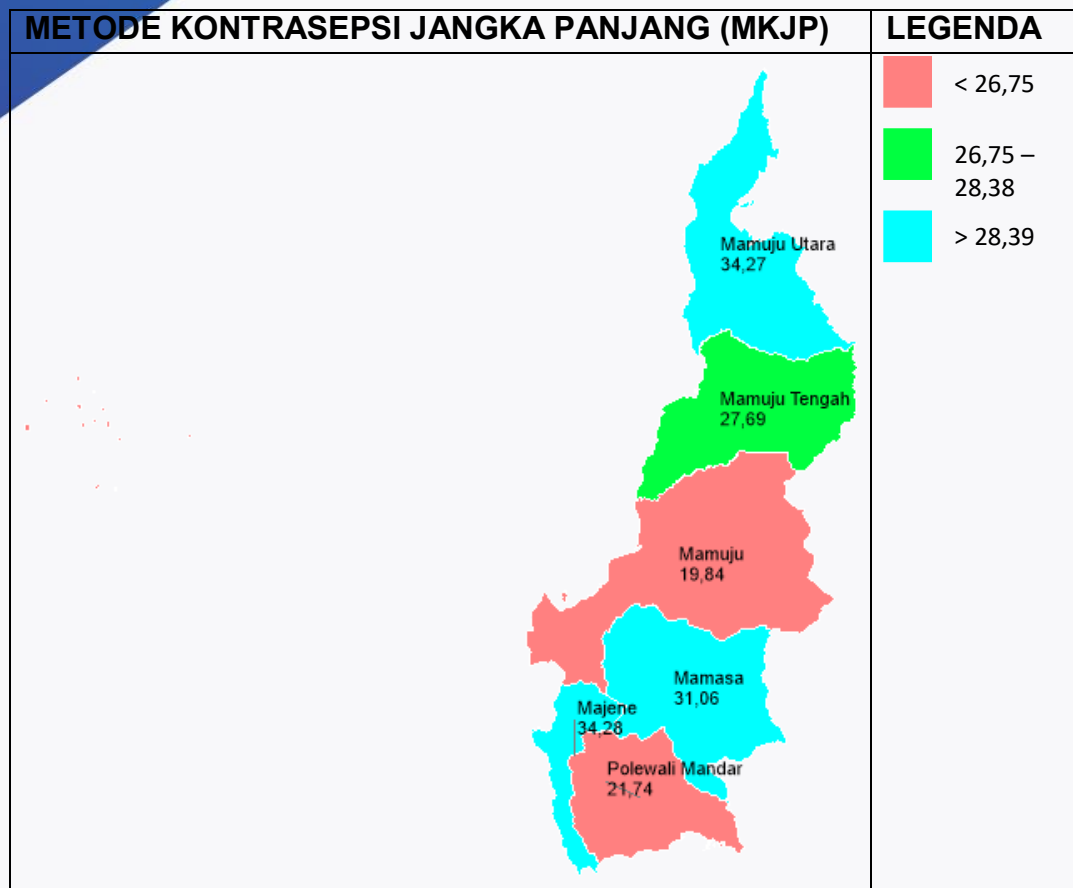 METODE KONTRASEPSI JANGKA PANJANG (MKJP)
LEGENDA
< 26,75
26,75 –
28,38
> 28,39
Mamuju Utara
34,27
Mamuju Tengah
27,69
Mamuju
19,84
Mamasa
31,06
Majene
34,28
Polewali Mandar
21,74